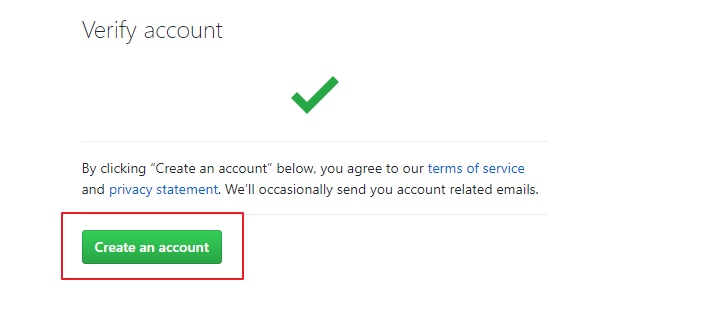 Verify account
By clicking “Create an account” below, you agree to our terms of service
and privacy statement. We’ll occasionally send you account related emails.
Create an account